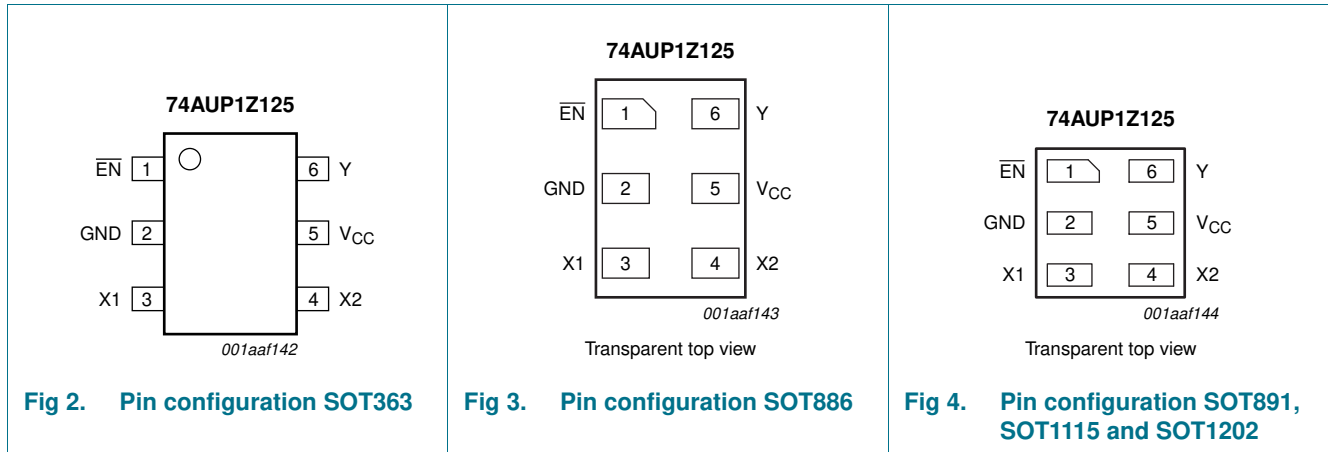 74AUP1Z125
EN 1 6 Y
GND 2 5 VCC
X1 3 4 X2
001aaf142
Fig 2. Pin configuration SOT363
74AUP1Z125
EN 1 6 Y
GND 2 5 VCC
X1 3 4 X2
001aaf143
Transparent top view
Fig 3. Pin configuration SOT886
74AUP1Z125
EN 1 6 Y
GND 2 5 VCC
X1 3 4 X2
001aaf144
Transparent top view
Fig 4. Pin configuration SOT891,
SOT1115 and SOT1202